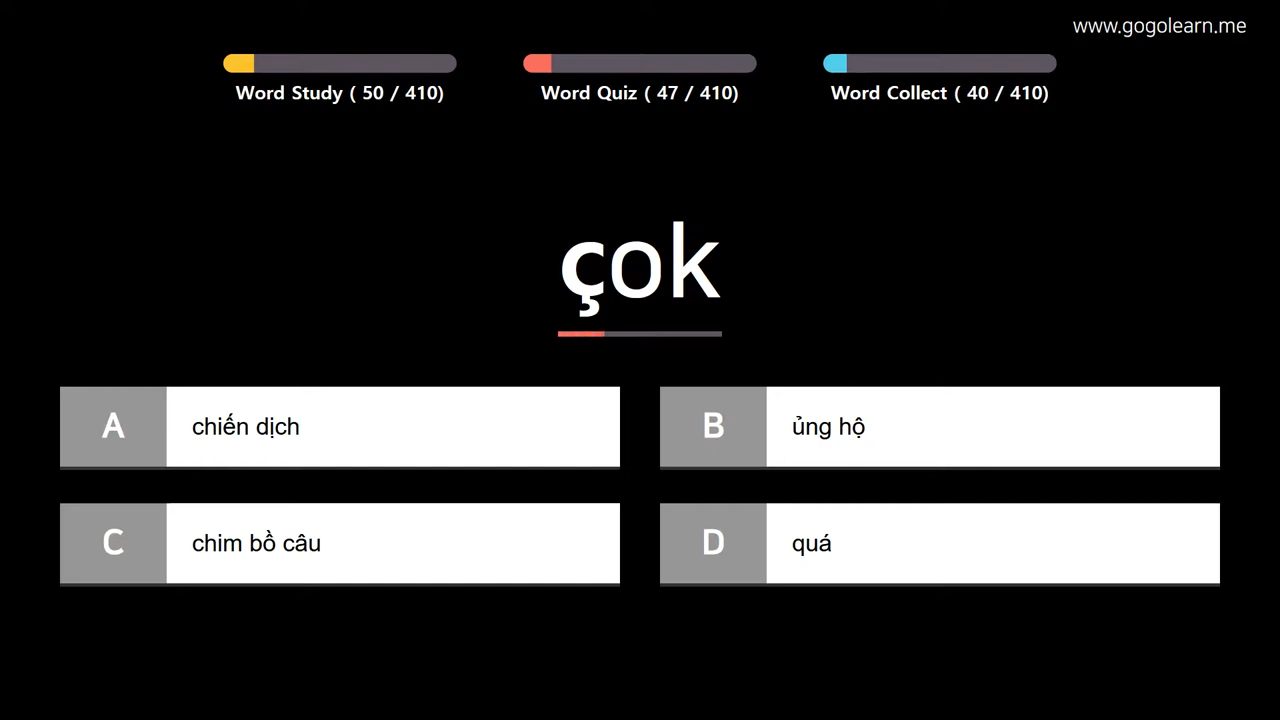 www.gogolearn.me
Word Study ( 50 / 410)
Word Quiz ( 47 / 410)
Word Collect ( 40 / 410)
çok
A chiến dịch
B ủng hộ
C chim bồ câu
D quá